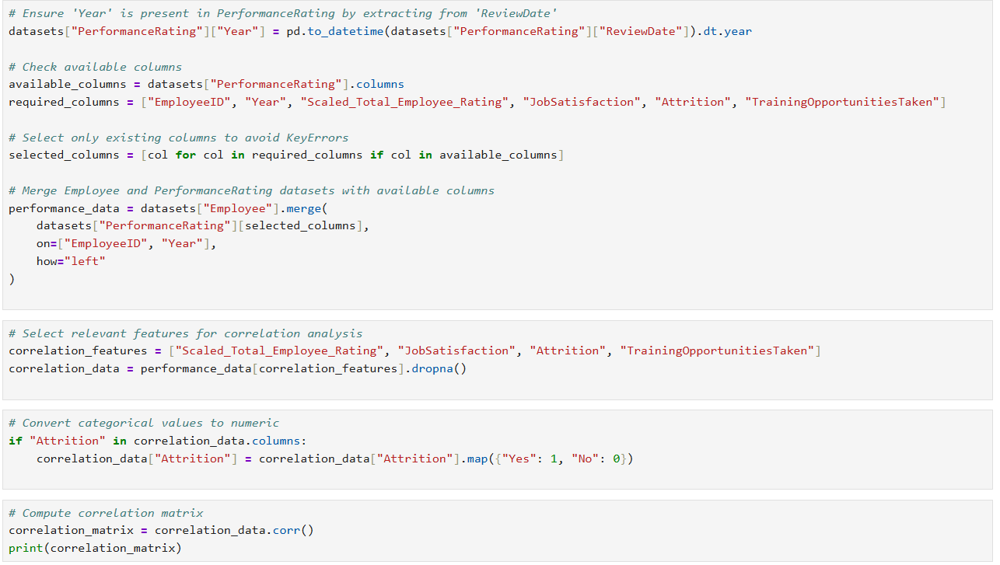 # Ensure 'Year' is present in PerformanceRating by extracting from 'ReviewDate'
datasets["PerformanceRating"]["Year"] = pd.to_datetime(datasets["PerformanceRating"]["ReviewDate"]).dt.year
# Check available columns
available_columns = datasets["PerformanceRating"].columns
required_columns = ["EmployeeID", "Year", "Scaled_Total_Employee_Rating", "JobSatisfaction", "Attrition", "TrainingOpportunitiesTaken"]
# Select only existing columns to avoid KeyErrors
selected_columns = [col for col in required_columns if col in available_columns]
# Merge Employee and PerformanceRating datasets with available columns
performance_data = datasets["Employee"].merge(
    datasets["PerformanceRating"][selected_columns],
    on=["EmployeeID", "Year"],
    how="left"
)
# Select relevant features for correlation analysis
correlation_features = ["Scaled_Total_Employee_Rating", "JobSatisfaction", "Attrition", "TrainingOpportunitiesTaken"]
correlation_data = performance_data[correlation_features].dropna()
# Convert categorical values to numeric
if "Attrition" in correlation_data.columns:
    correlation_data["Attrition"] = correlation_data["Attrition"].map({"Yes": 1, "No": 0})
# Compute correlation matrix
correlation_matrix = correlation_data.corr()
print(correlation_matrix)